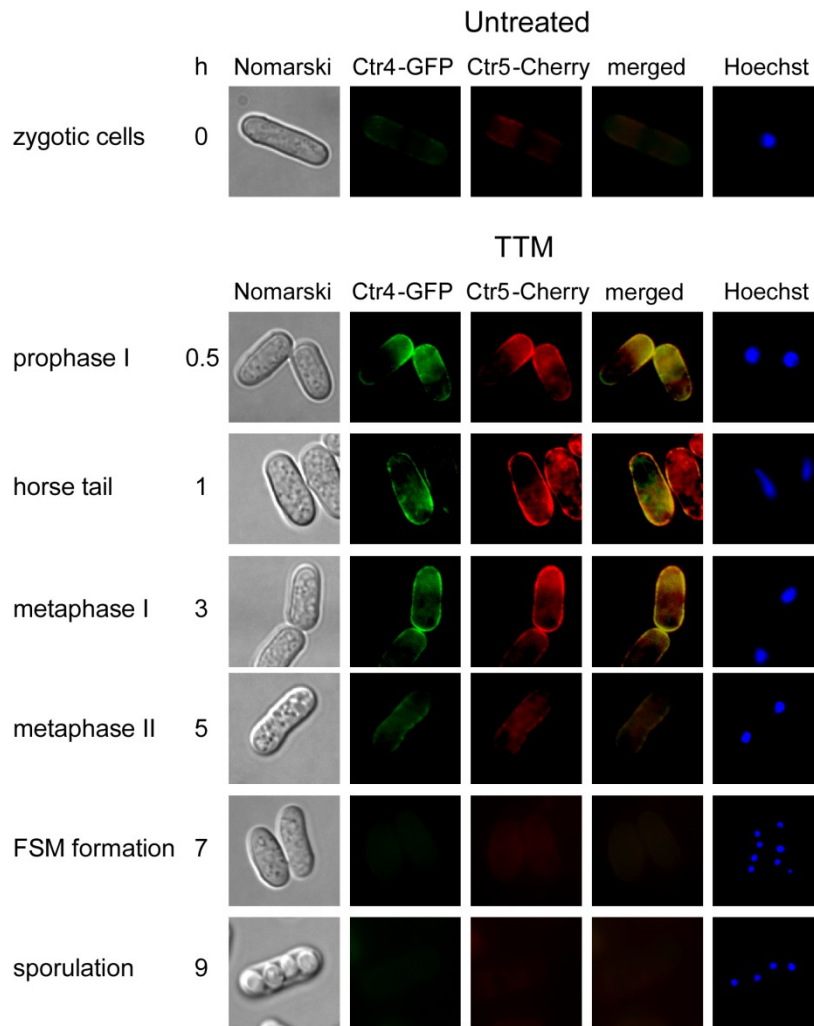 Untreated
h Nomarski Ctr4-GFP Ctr5-Cherry merged Hoechst
zygotic cells 0
TTM
Nomarski Ctr4-GFP Ctr5-Cherry merged Hoechst
prophase I 0.5
horse tail 1
metaphase I 3
metaphase II 5
FSM formation 7
sporulation 9